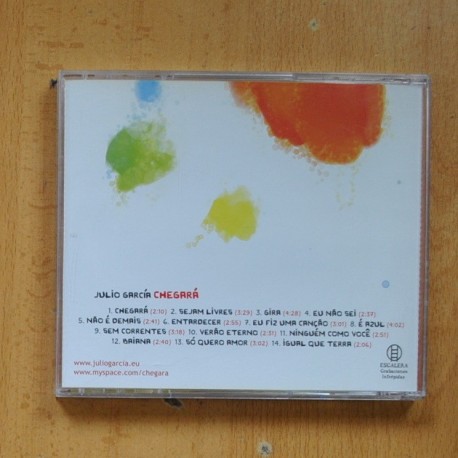 JULIO GARCÍA CHEGARÁ
1. CHEGARÁ (2:10) 2. SEJAM LIVRES (3:29) 3. GIRA (4:28) 4. EU NÃO SEI (2:37)
5. NÃO É DEMAIS (2:41) 6. ENTARDECER (2:55) 7. EU FIZ UMA CANÇÃO (3:01) 8. É AZUL (4:02)
9. SEM CORRENTES (3:18) 10. VERÃO ETERNO (2:31) 11. NINGUÉM COMO VOCÊ (2:51)
12. BAIANA (2:40) 13. SÓ QUERO AMOR (3:02) 14. IGUAL QUE TERRA (2:06)
www.juliogarcia.eu
www.myspace.com/chegara
ESCALERA